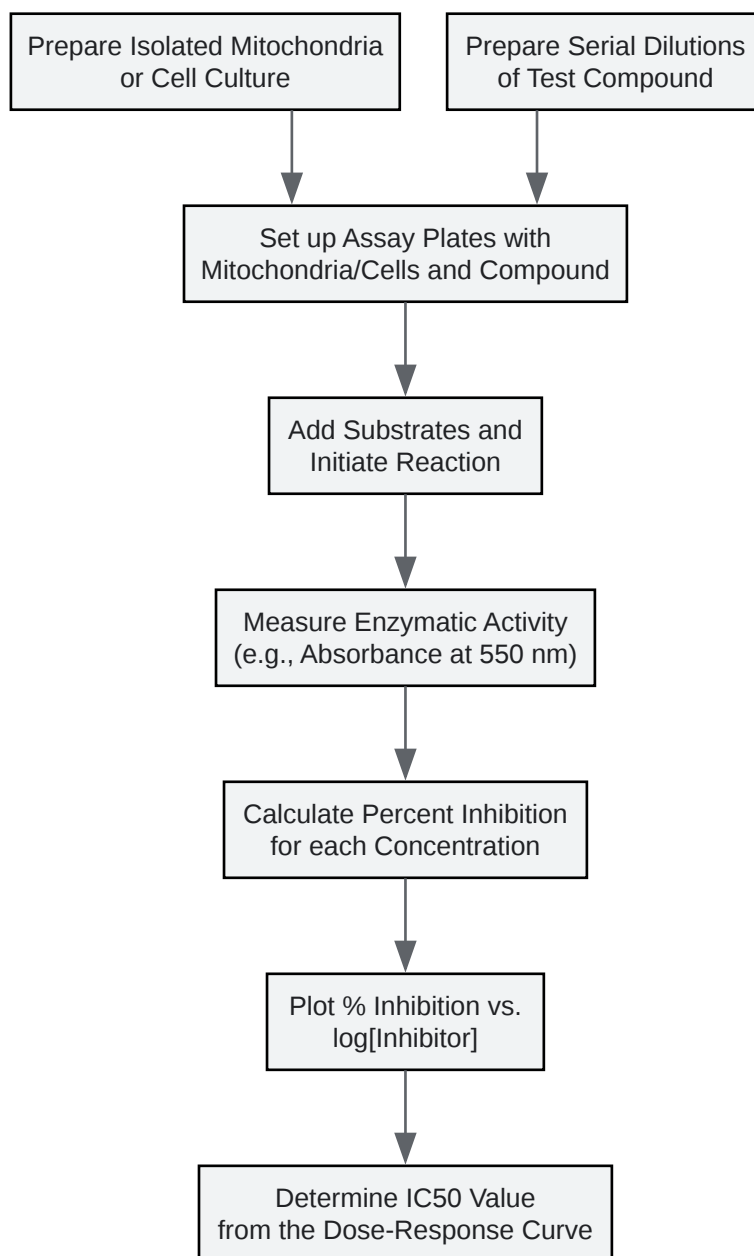 Prepare Isolated Mitochondria
or Cell Culture
Prepare Serial Dilutions
of Test Compound
Set up Assay Plates with
Mitochondria/Cells and Compound
Add Substrates and
Initiate Reaction
Measure Enzymatic Activity
(e.g., Absorbance at 550 nm)
Calculate Percent Inhibition
for each Concentration
Plot % Inhibition vs.
log[Inhibitor]
Determine IC50 Value
from the Dose-Response Curve